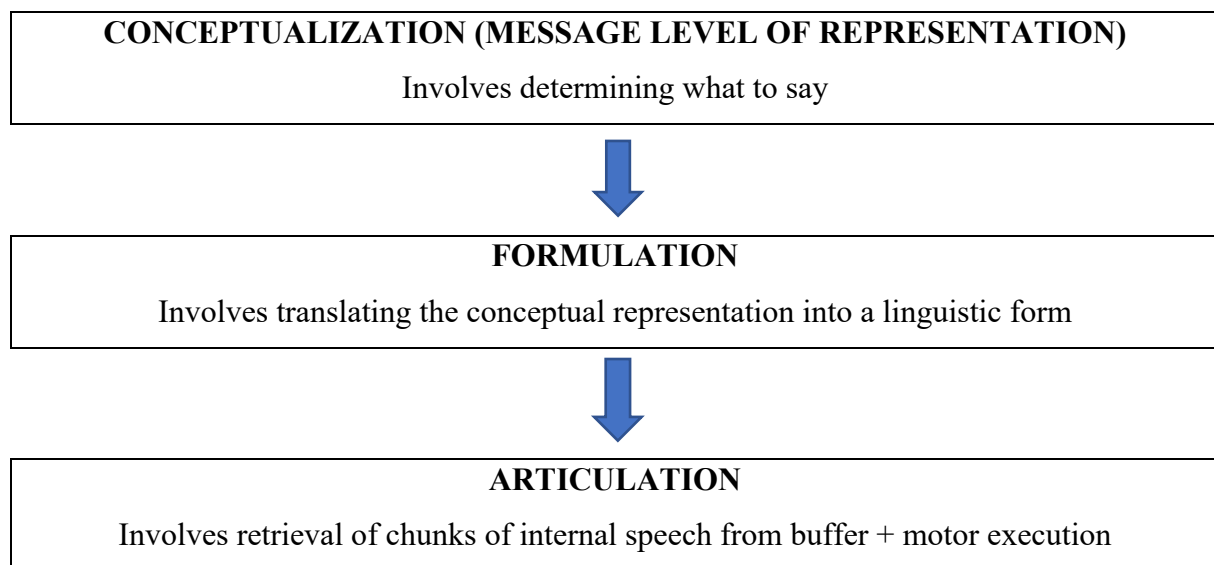 CONCEPTUALIZATION (MESSAGE LEVEL OF REPRESENTATION)
Involves determining what to say
FORMULATION
Involves translating the conceptual representation into a linguistic form
ARTICULATION
Involves retrieval of chunks of internal speech from buffer + motor execution